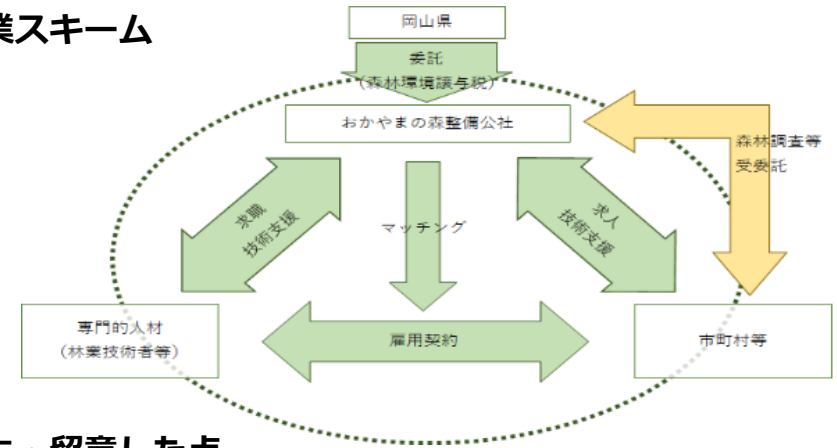 業スキーム
岡山県
委託
(森林環境譲与税)
おかやまの森整備公社
森林調査等
受委託
求職
技術支援
マッチング
求人
技術支援
専門的人材
(林業技術者等)
雇用契約
市町村等
留意した点